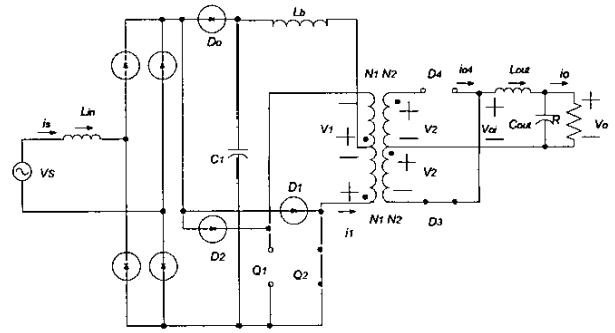 Do
Lb
is
Lin
Vs
C1
N1 N2
D4
io4
Lout
io
V1
V2
Voi
Cout
R
Vo
V2
D1
D2
i1
N1 N2
D3
Q1
Q2